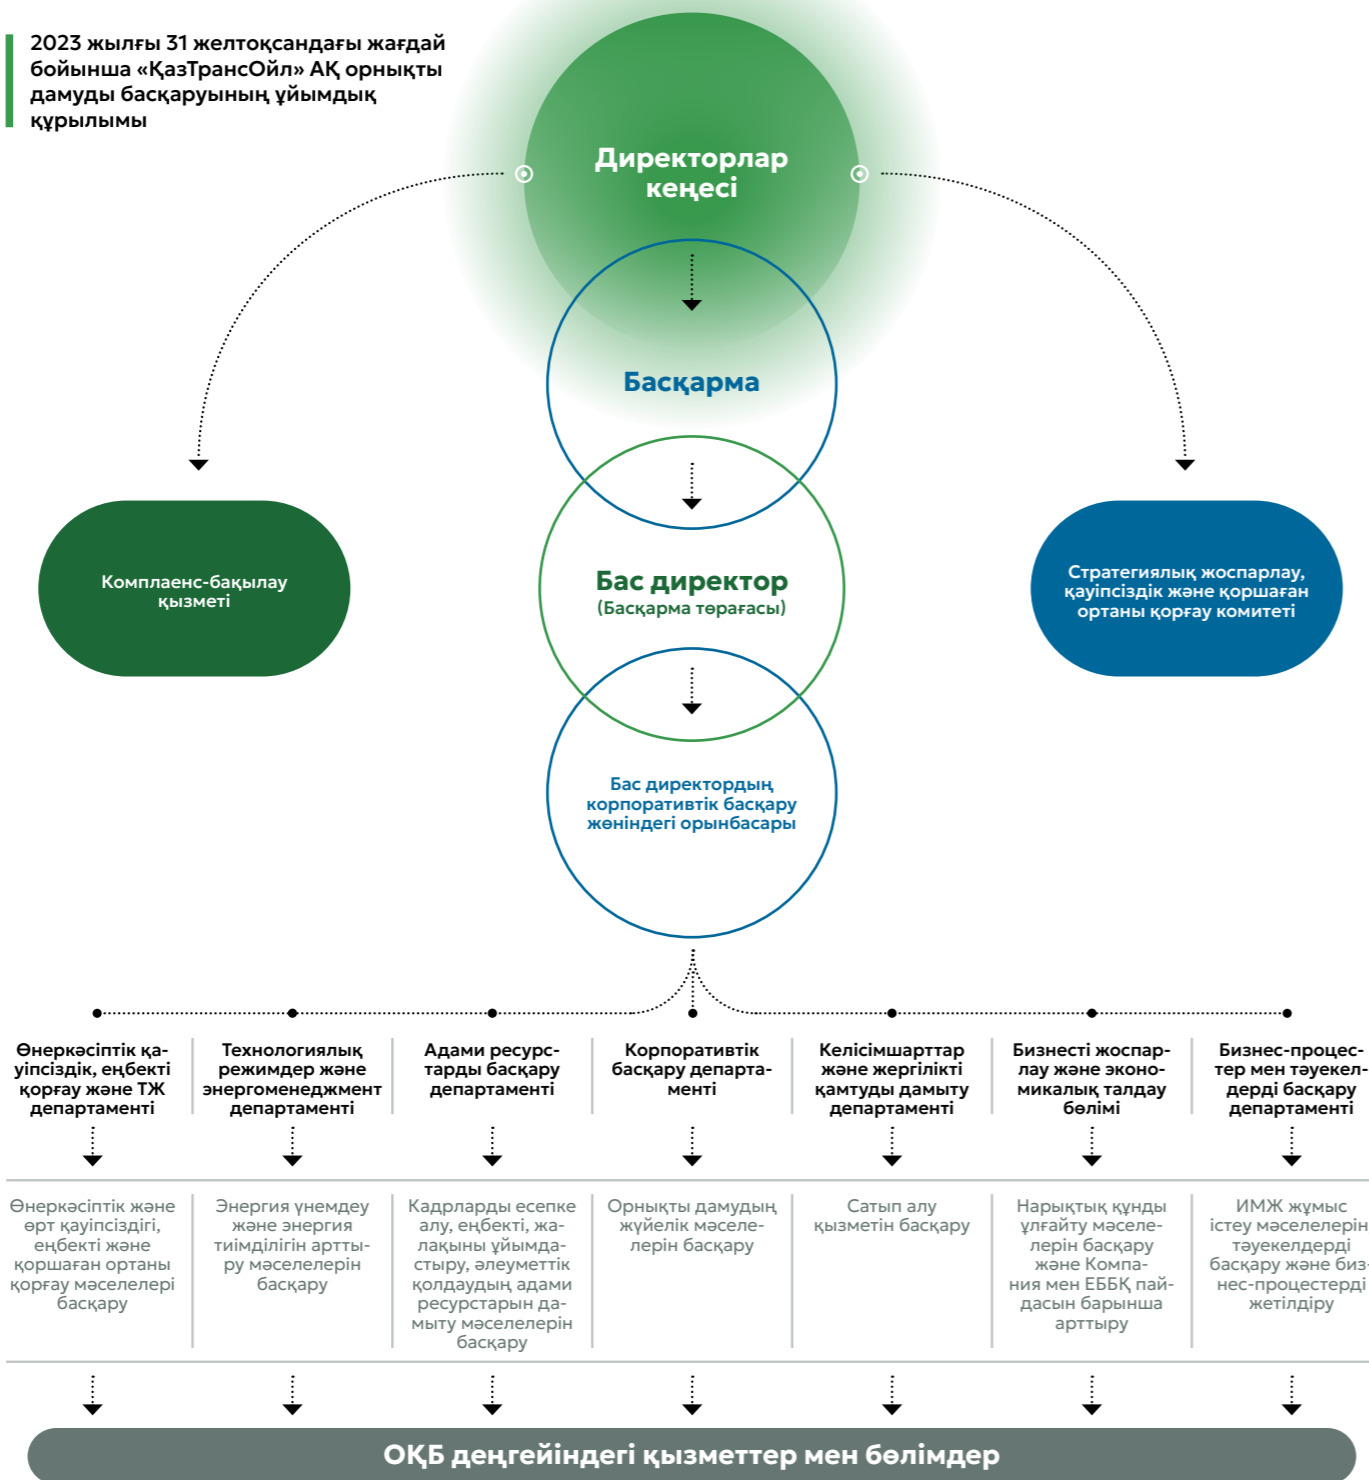 2023 жылғы 31 желтоқсандағы жағдай
бойынша «ҚазТрансОйл» АҚ орнықты
дамуды басқаруының ұйымдық
құрылымы
Директорлар
кеңесі
Басқарма
Бас директор
(Басқарма төрағасы)
Комплаенс-бақылау
қызметі
Стратегиялық жоспарлау,
қауіпсіздік және қоршаған
ортаны қорғау комитеті
Бас директордың
корпоративтік басқару
жөніндегі орынбасары
Өнеркәсіптік қа-
уіпсіздік, еңбекті
қорғау және ТЖ
департаменті
Технологиялық
режимдер және
энергоменеджмент
департаменті
Адами ресурс-
тарды басқару
департаменті
Корпоративтік
басқару департа-
менті
Келісімшарттар
және жергілікті
қамтуды дамыту
департаменті
Бизнесті жоспар-
лау және эконо-
микалық талдау
бөлімі
Бизнес-процес-
тер мен тәуекел-
дерді басқару
департаменті
Өнеркәсіптік және
өрт қауіпсіздігі,
еңбекті және
қоршаған ортаны
қорғау мәселелері
басқару
Энергия үнемдеу
және энергия
тиімділігін артты-
ру мәселелерін
басқару
Кадрларды есепке
алу, еңбекті, жа-
лақыны ұйымда-
стыру, әлеуметтік
қолдаудың адами
ресурстарын да-
мыту мәселелерін
басқару
Орнықты дамудың
жүйелік мәселе-
лерін басқару
Сатып алу
қызметін басқару
Нарықтық құнды
ұлғайту мәселе-
лерін басқару
және Компа-
ния мен ЕББҚ пай-
дасын барынша
арттыру
ИМЖ жұмыс
істеу мәселелерін
тәуекелдерді
басқару және биз-
нес-процестерді
жетілдіру
ОҚБ деңгейіндегі қызметтер мен бөлімдер